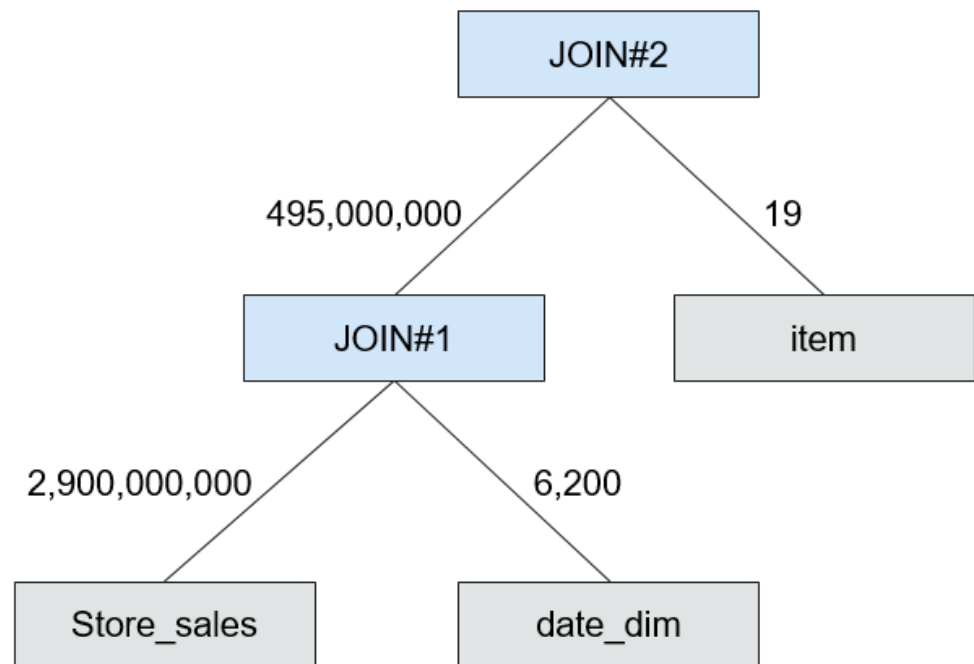 JOIN#2
495,000,000
19
JOIN#1
item
2,900,000,000
6,200
Store_sales
date_dim